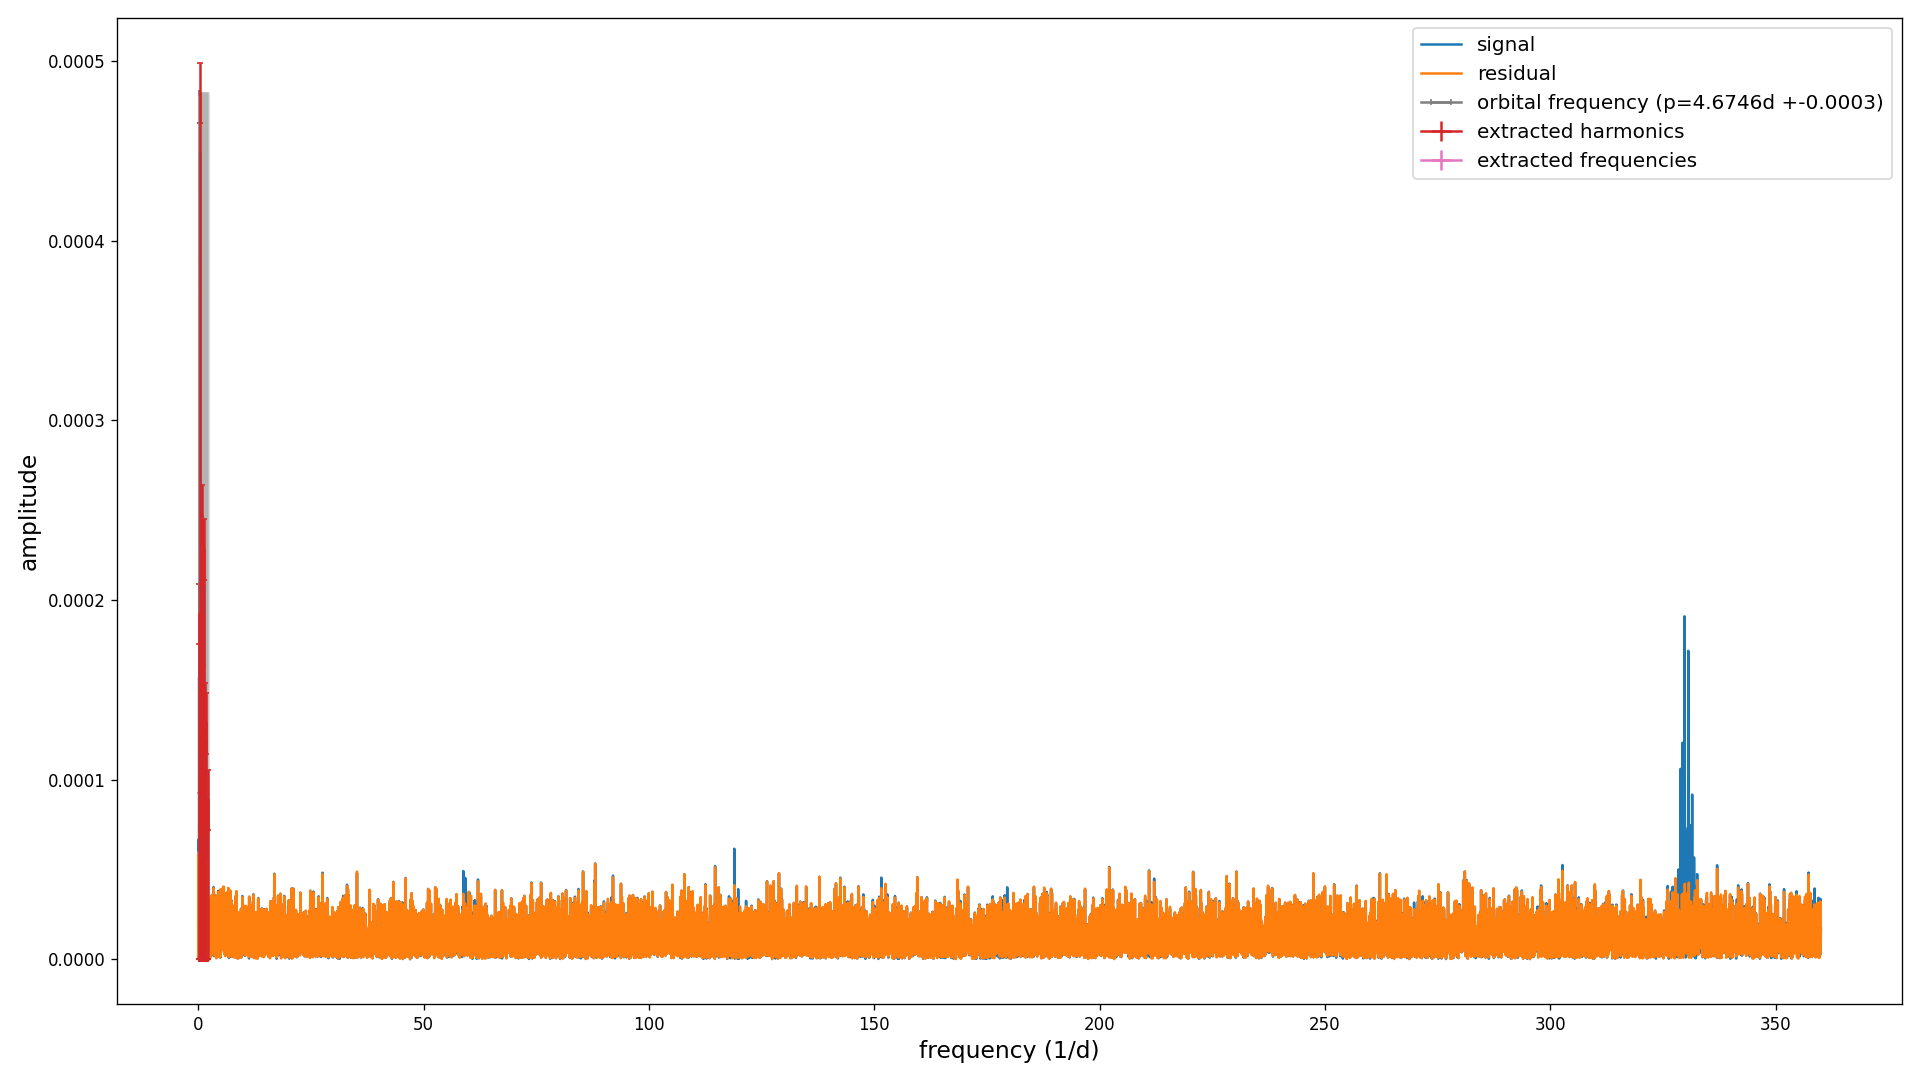 signal
residual
orbital frequency (p=4.6746d +-0.0003)
extracted harmonics
extracted frequencies
0.0005
0.0004
0.0003
0.0002
0.0001
0.0000
amplitude
0 50 100 150 200 250 300 350
frequency (1/d)